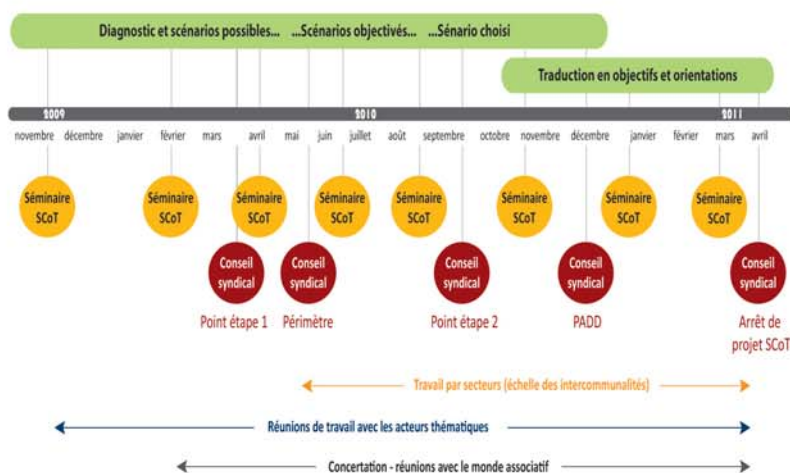 Diagnostic et scénarios possibles... ...Scénarios objectivés... ...Sénario choisi
Traduction en objectifs et orientations
2009 2010 2011
novembre décembre janvier février mars avril mai juin juillet août septembre octobre novembre décembre janvier février mars avril
Séminaire
SCoT
Séminaire
SCoT
Séminaire
SCoT
Séminaire
SCoT
Séminaire
SCoT
Séminaire
SCoT
Séminaire
SCoT
Séminaire
SCoT
Conseil
syndical
Point étape 1
Conseil
syndical
Périmètre
Conseil
syndical
Point étape 2
Conseil
syndical
PADD
Conseil
syndical
Arrêt de
projet SCoT
Travail par secteurs (échelle des intercommunalités)
Réunions de travail avec les acteurs thématiques
Concertation - réunions avec le monde associatif